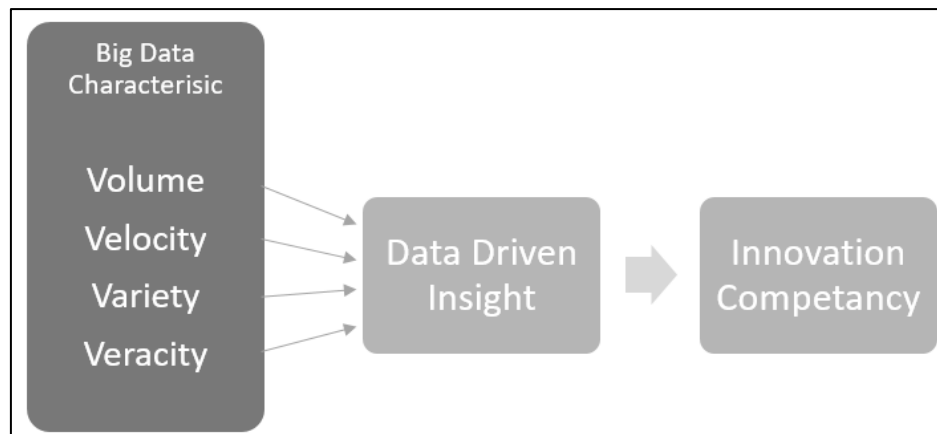 Big Data
Characterisic
Volume
Velocity
Variety
Veracity
Data Driven
Insight
Innovation
Competancy